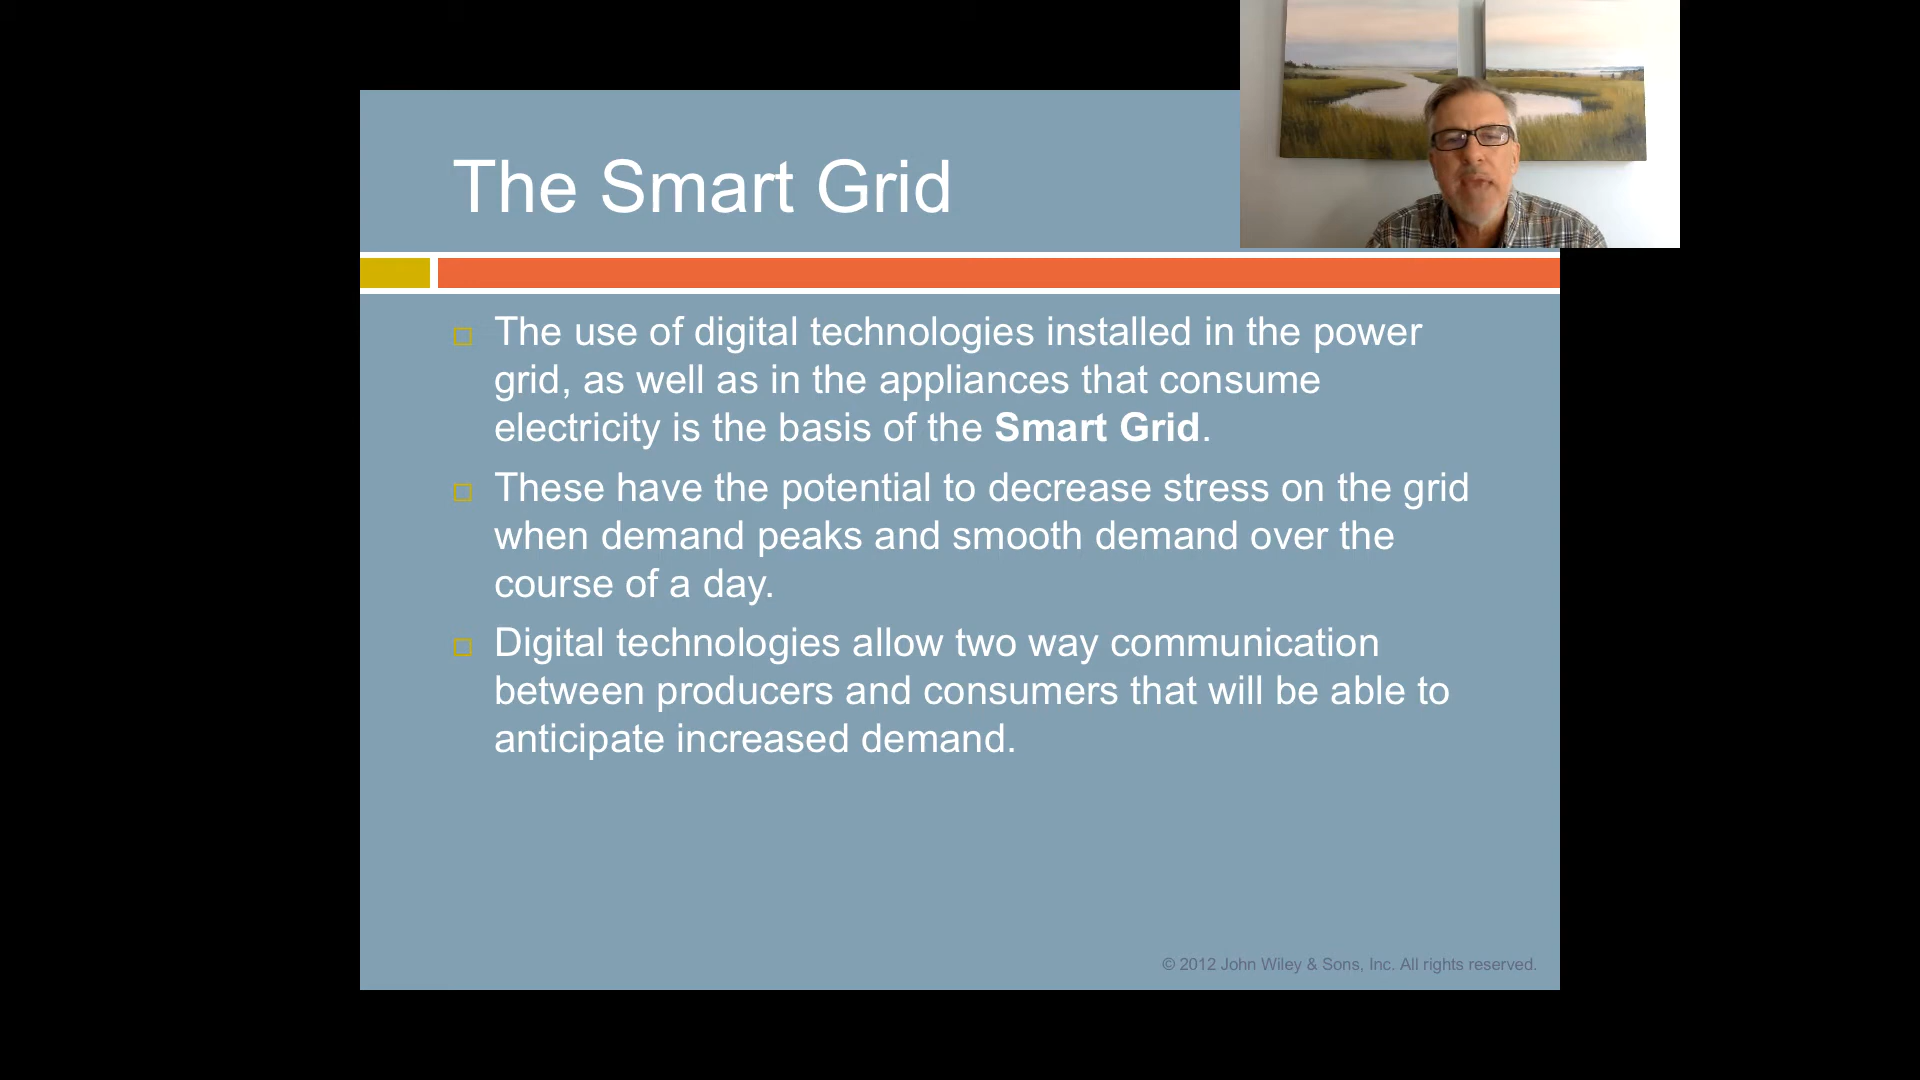 The Smart Grid
The use of digital technologies installed in the power
grid, as well as in the appliances that consume
electricity is the basis of the Smart Grid.
These have the potential to decrease stress on the grid
when demand peaks and smooth demand over the
course of a day.
Digital technologies allow two way communication
between producers and consumers that will be able to
anticipate increased demand.
© 2012 John Wiley & Sons, Inc. All rights reserved.